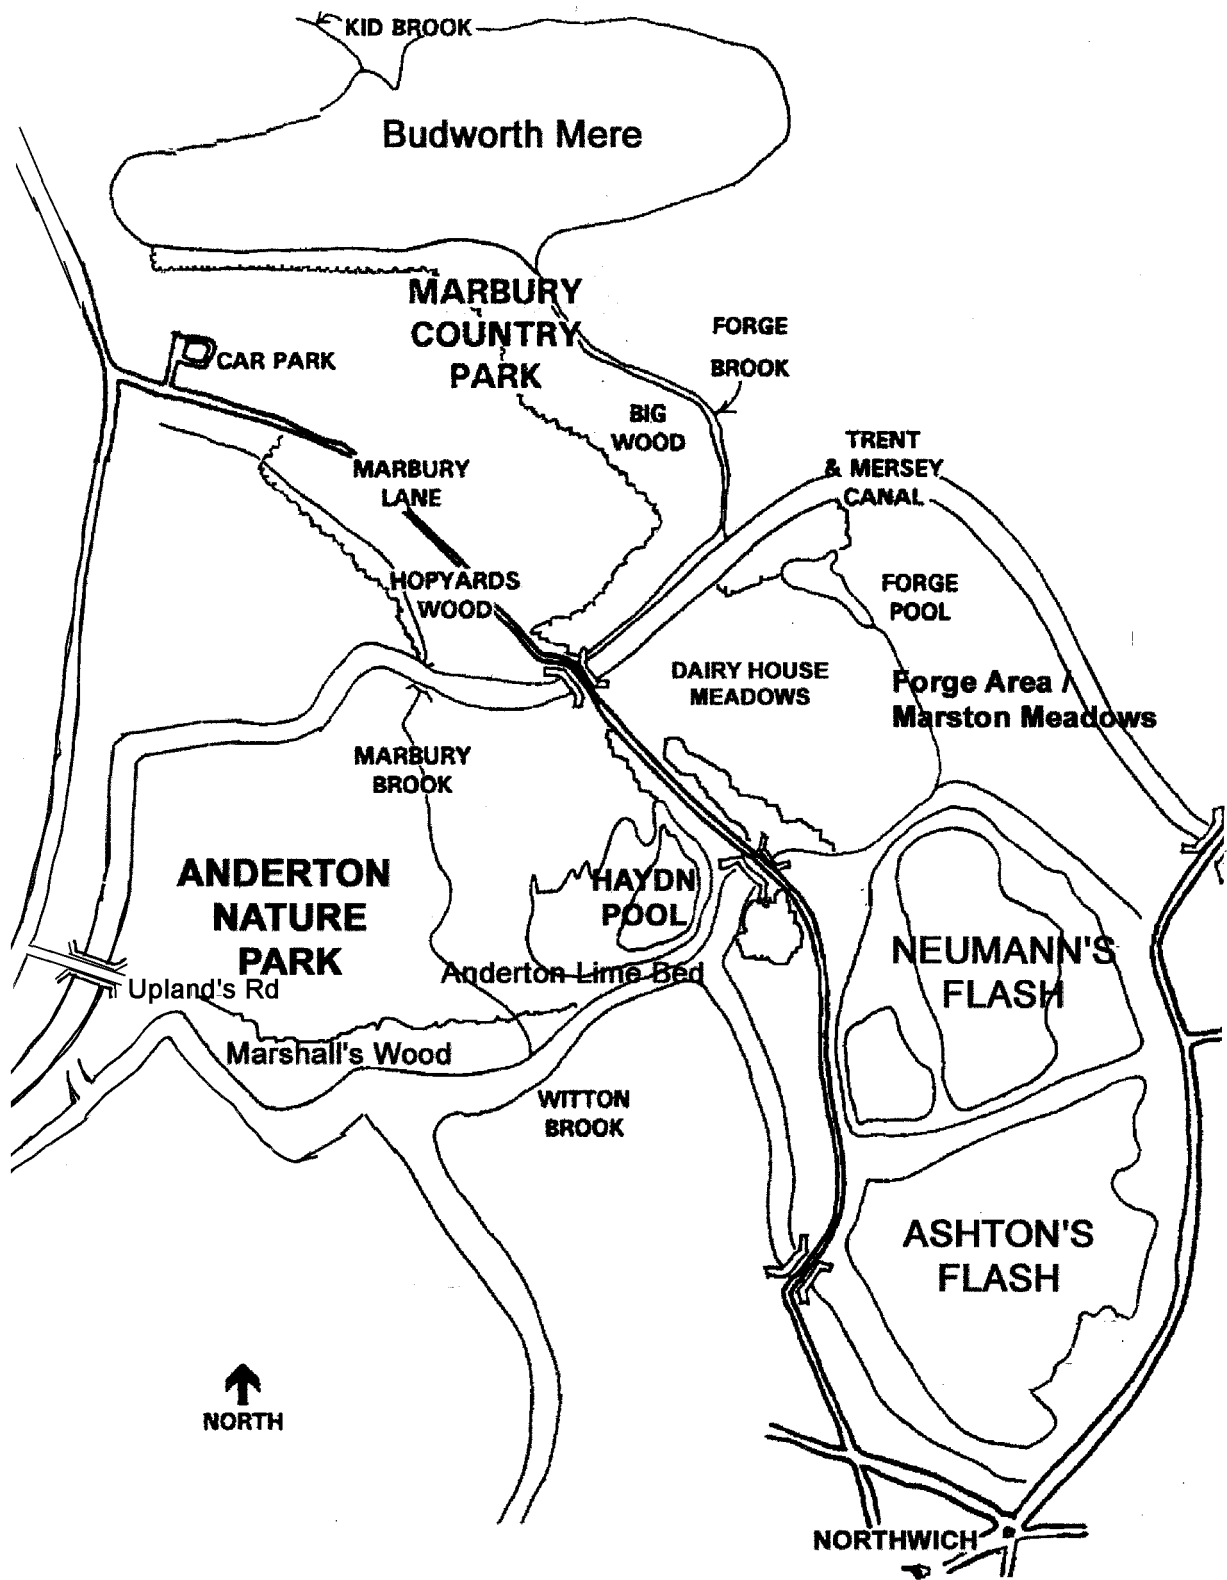 KID BROOK
Budworth Mere
MARBURY
COUNTRY
PARK
FORGE
BROOK
CAR PARK
BIG
WOOD
TRENT
& MERSEY
CANAL
MARBURY
LANE
HOPYARDS
WOOD
FORGE
POOL
DAIRY HOUSE
MEADOWS
Forge Area /
Marston Meadows
MARBURY
BROOK
ANDERTON
NATURE
PARK
HAYDN
POOL
NEUMANN'S
FLASH
Anderton Lime Bed
Upland's Rd
Marshall's Wood
WITTON
BROOK
ASHTON'S
FLASH
NORTH
NORTHWICH